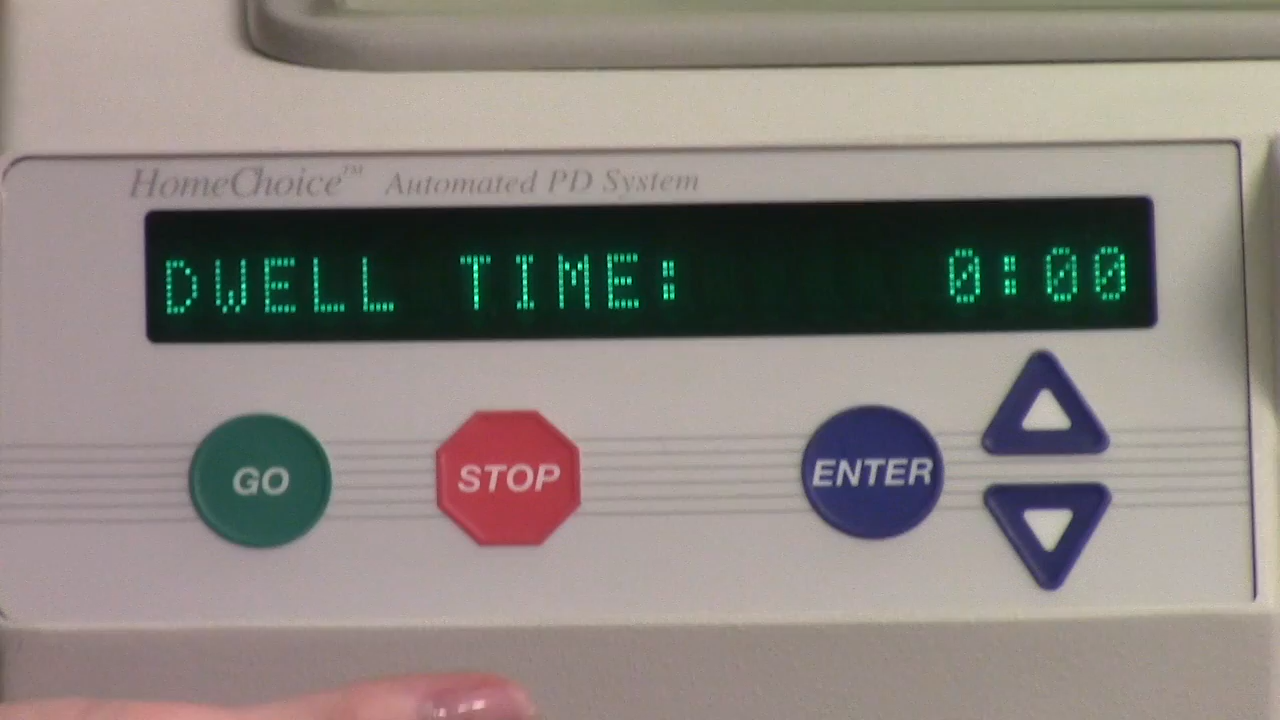 HomeChoice™ Automated PD System
DWELL TIME: 0:00
GO STOP ENTER